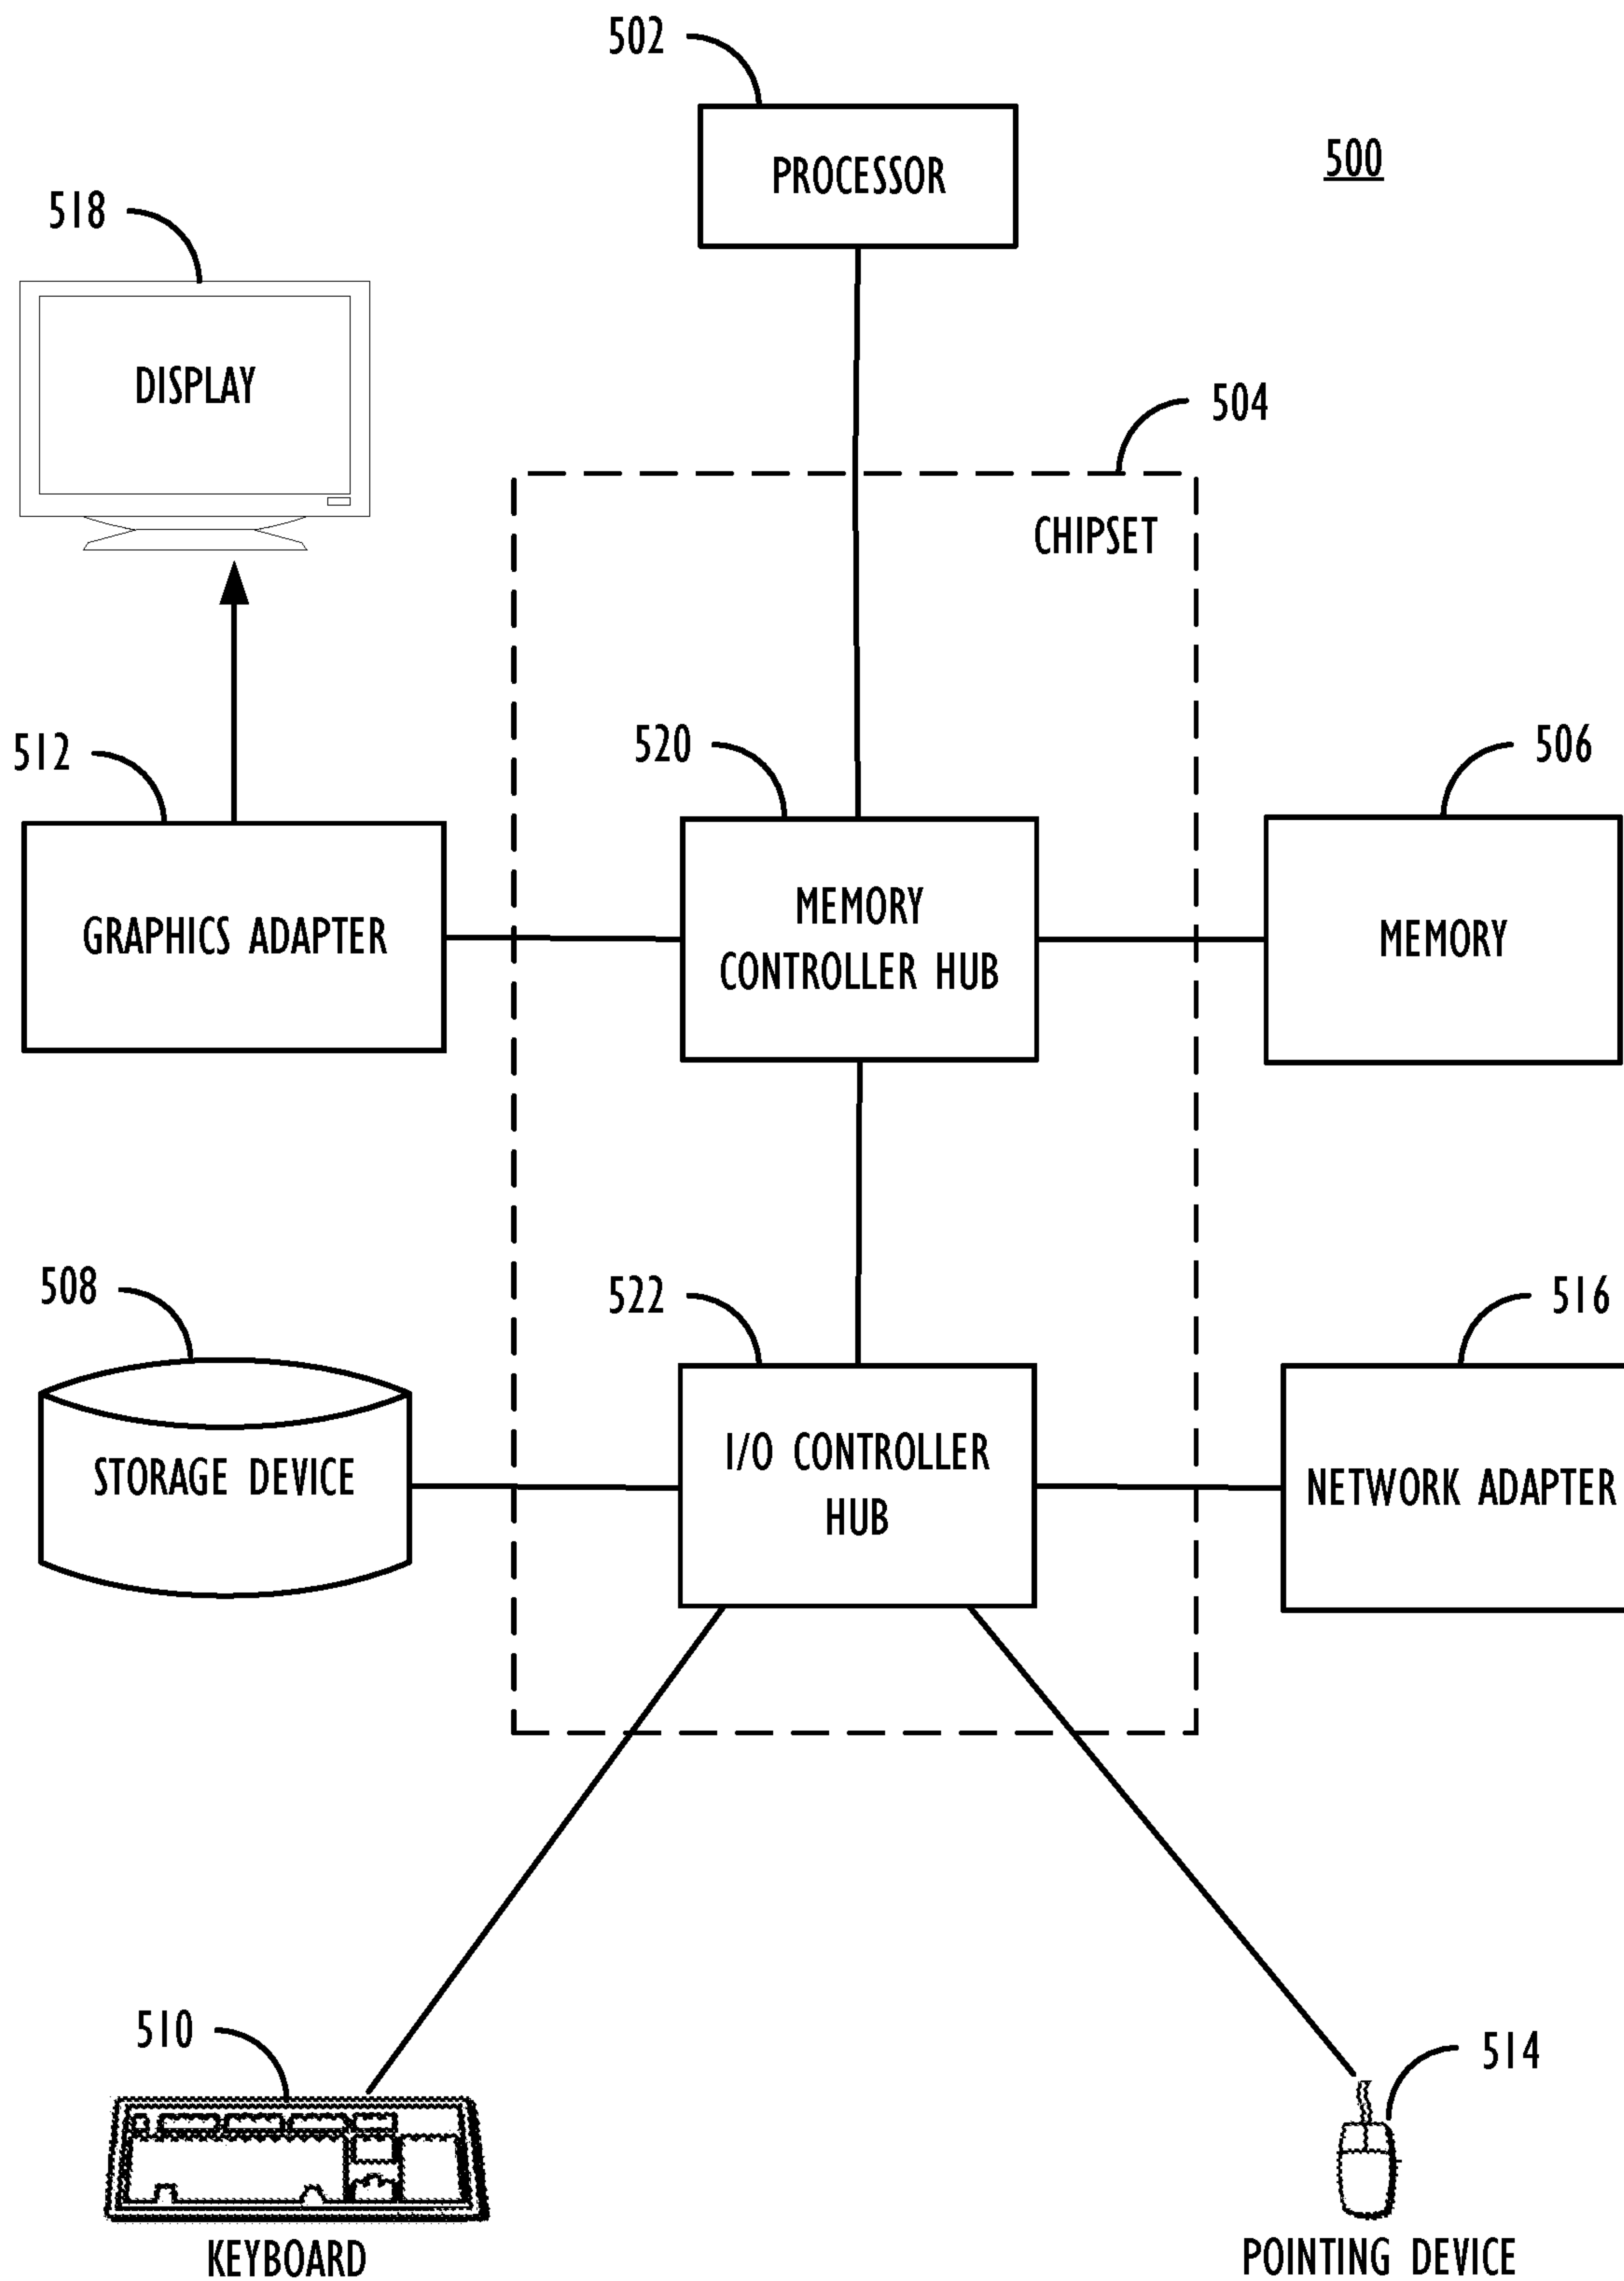 502
PROCESSOR
500
518
DISPLAY
504
CHIPSET
512
520
506
GRAPHICS ADAPTER
MEMORY
CONTROLLER HUB
MEMORY
508
522
516
STORAGE DEVICE
I/O CONTROLLER
HUB
NETWORK ADAPTER
510
514
KEYBOARD
POINTING DEVICE